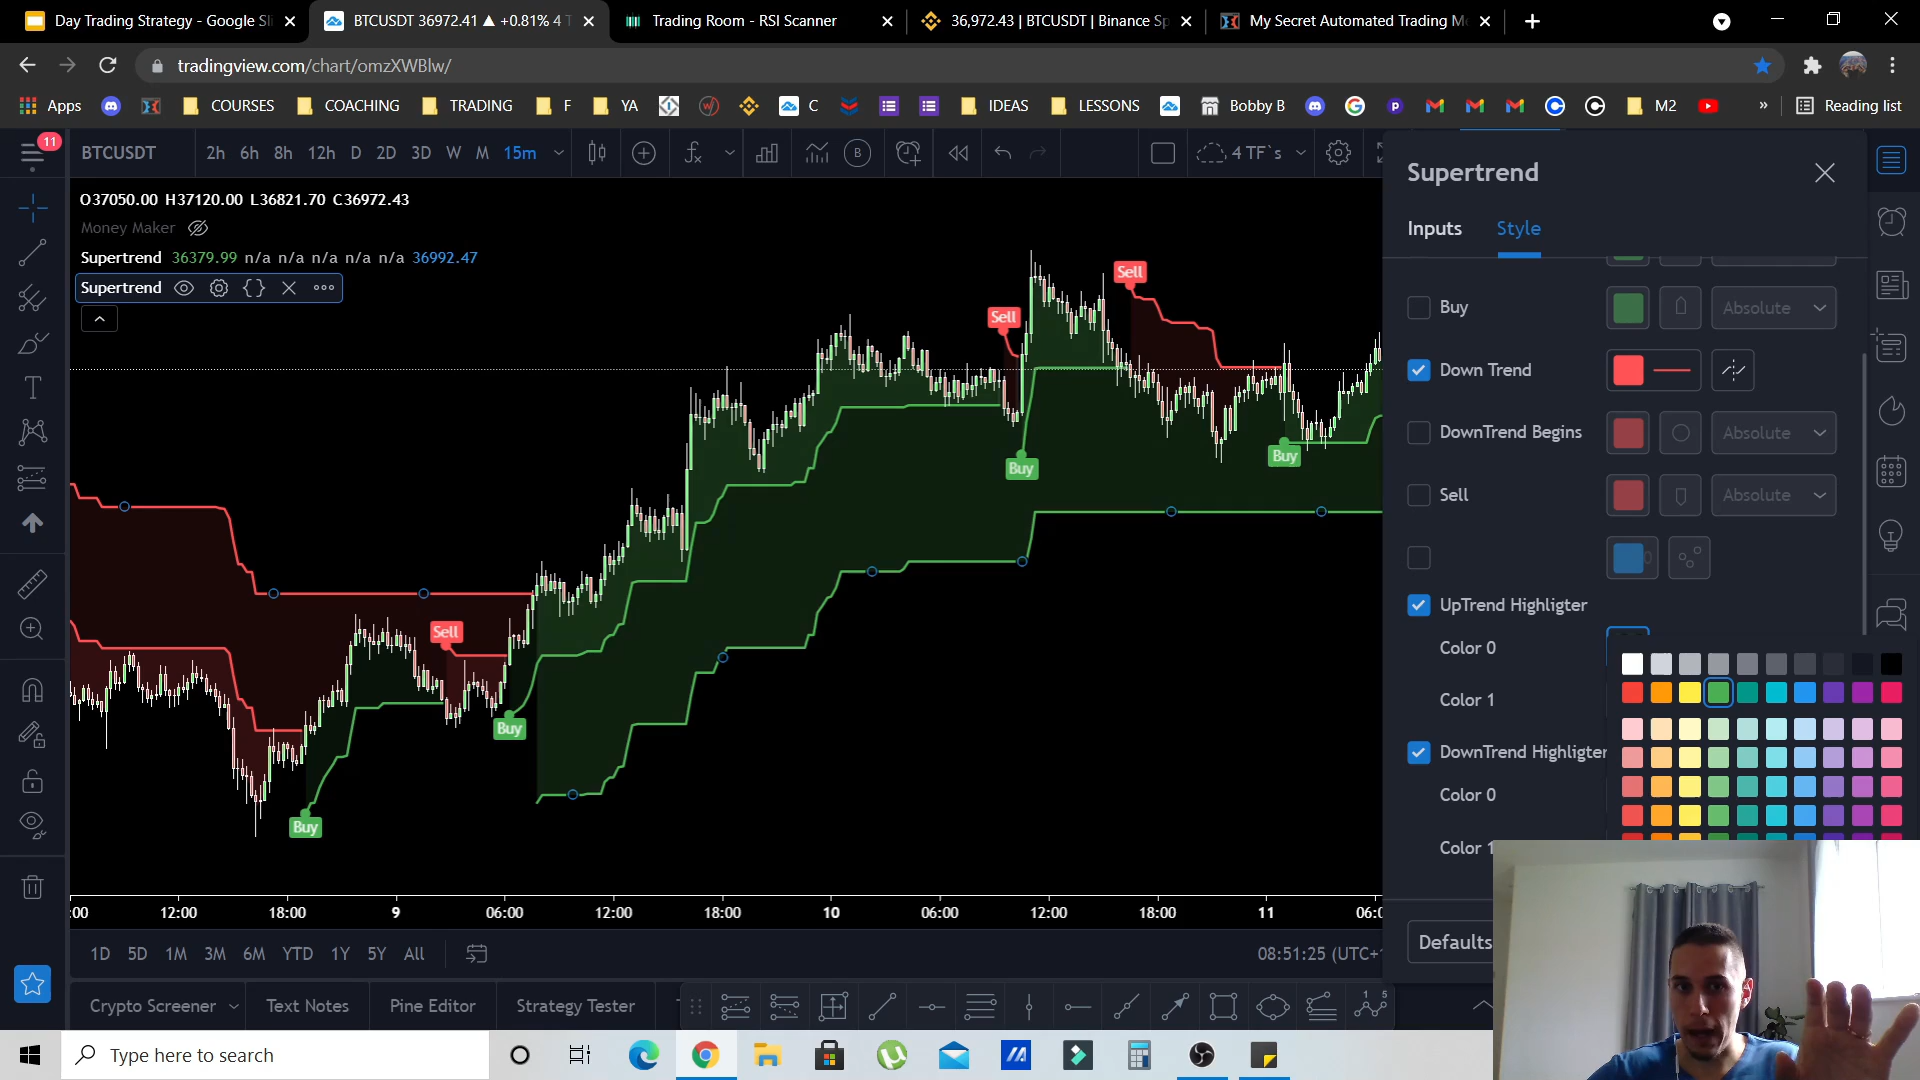 Day Trading Strategy - Google Sli
BTCUSDT 36972.41 ▲ +0.81% 4 T
Trading Room - RSI Scanner
36,972.43 | BTCUSDT | Binance Sp
My Secret Automated Trading M
tradingview.com/chart/omzXWBlw/
Apps
COURSES
COACHING
TRADING
F
YA
C
IDEAS
LESSONS
Bobby B
M2
»
Reading list
11
BTCUSDT
2h 6h 8h 12h D 2D 3D W M 15m
B
4 TF`s
O37050.00 H37120.00 L36821.70 C36972.43
Money Maker
Supertrend 36379.99 n/a n/a n/a n/a n/a 36992.47
Supertrend
Sell
Sell
Sell
Buy
Buy
Sell
Buy
Buy
:00 12:00 18:00 9 06:00 12:00 18:00 10 06:00 12:00 18:00 11 06:0
1D 5D 1M 3M 6M YTD 1Y 5Y All
08:51:25 (UTC+
Crypto Screener
Text Notes
Pine Editor
Strategy Tester
Supertrend
Inputs
Style
Buy
Absolute
Down Trend
DownTrend Begins
Absolute
Sell
Absolute
UpTrend Highligter
Color 0
Color 1
DownTrend Highligter
Color 0
Color 1
Defaults
Type here to search